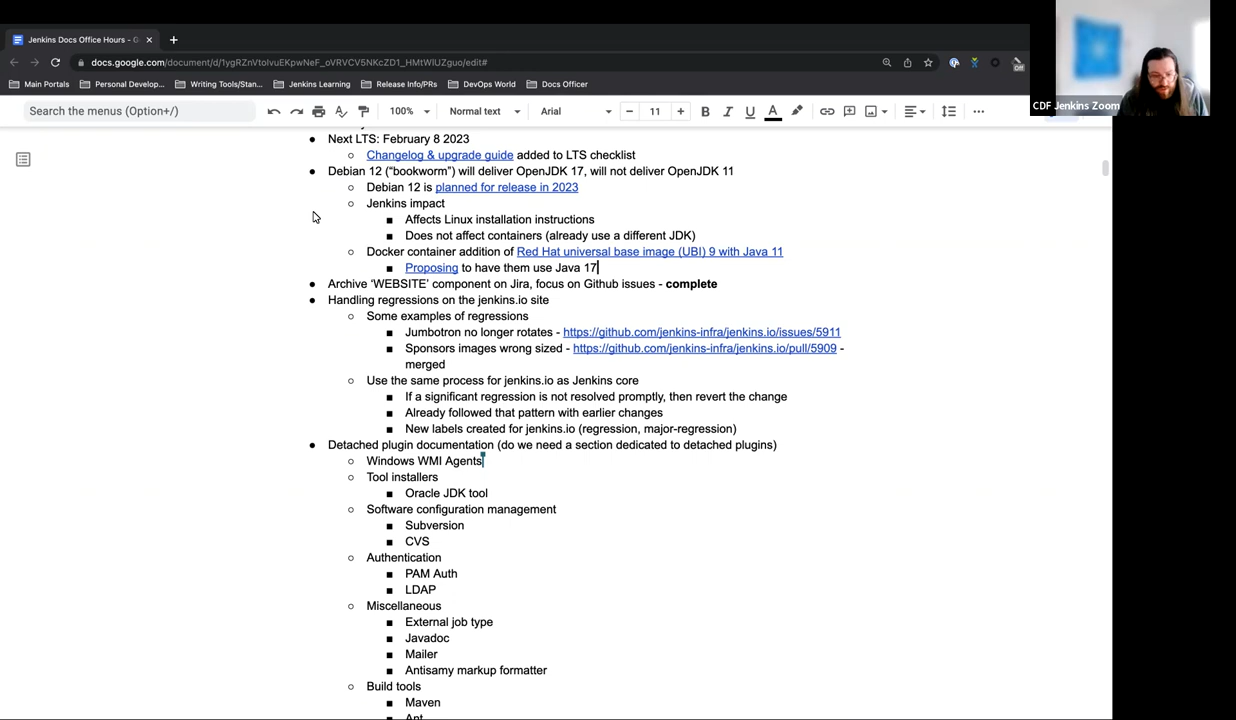 Jenkins Docs Office Hours - G
docs.google.com/document/d/1ygRZnVtolvuEKpwNeF_oVRVCV5NKcZD1_HMtWlUZguo/edit#
Main Portals
Personal Develop...
Writing Tools/Stan...
Jenkins Learning
Release Info/PRs
DevOps World
Docs Officer
Off
CDF Jenkins Zoom
Search the menus (Option+/)
100%
Normal text
Arial
11
B I U A
Next LTS: February 8 2023
Changelog & upgrade guide added to LTS checklist
Debian 12 (“bookworm”) will deliver OpenJDK 17, will not deliver OpenJDK 11
Debian 12 is planned for release in 2023
Jenkins impact
Affects Linux installation instructions
Does not affect containers (already use a different JDK)
Docker container addition of Red Hat universal base image (UBI) 9 with Java 11
Proposing to have them use Java 17
Archive ‘WEBSITE’ component on Jira, focus on Github issues - complete
Handling regressions on the jenkins.io site
Some examples of regressions
Jumbotron no longer rotates - https://github.com/jenkins-infra/jenkins.io/issues/5911
Sponsors images wrong sized - https://github.com/jenkins-infra/jenkins.io/pull/5909 -
merged
Use the same process for jenkins.io as Jenkins core
If a significant regression is not resolved promptly, then revert the change
Already followed that pattern with earlier changes
New labels created for jenkins.io (regression, major-regression)
Detached plugin documentation (do we need a section dedicated to detached plugins)
Windows WMI Agents
Tool installers
Oracle JDK tool
Software configuration management
Subversion
CVS
Authentication
PAM Auth
LDAP
Miscellaneous
External job type
Javadoc
Mailer
Antisamy markup formatter
Build tools
Maven
Ant